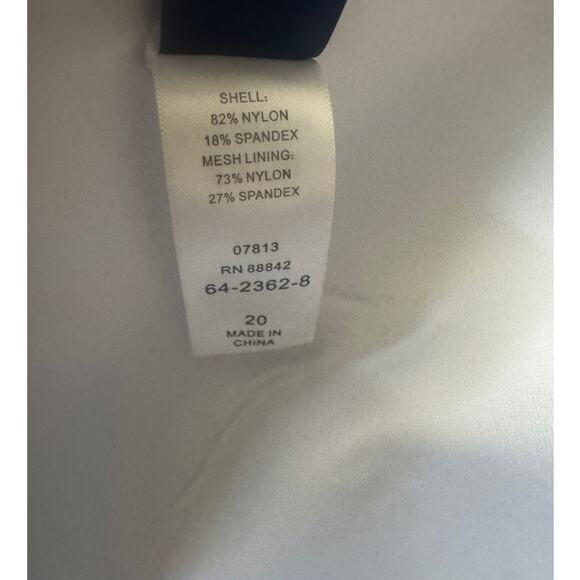 SHELL:
82% NYLON
18% SPANDEX
MESH LINING:
73% NYLON
27% SPANDEX
07813
RN 88842
64-2362-8
20
MADE IN
CHINA